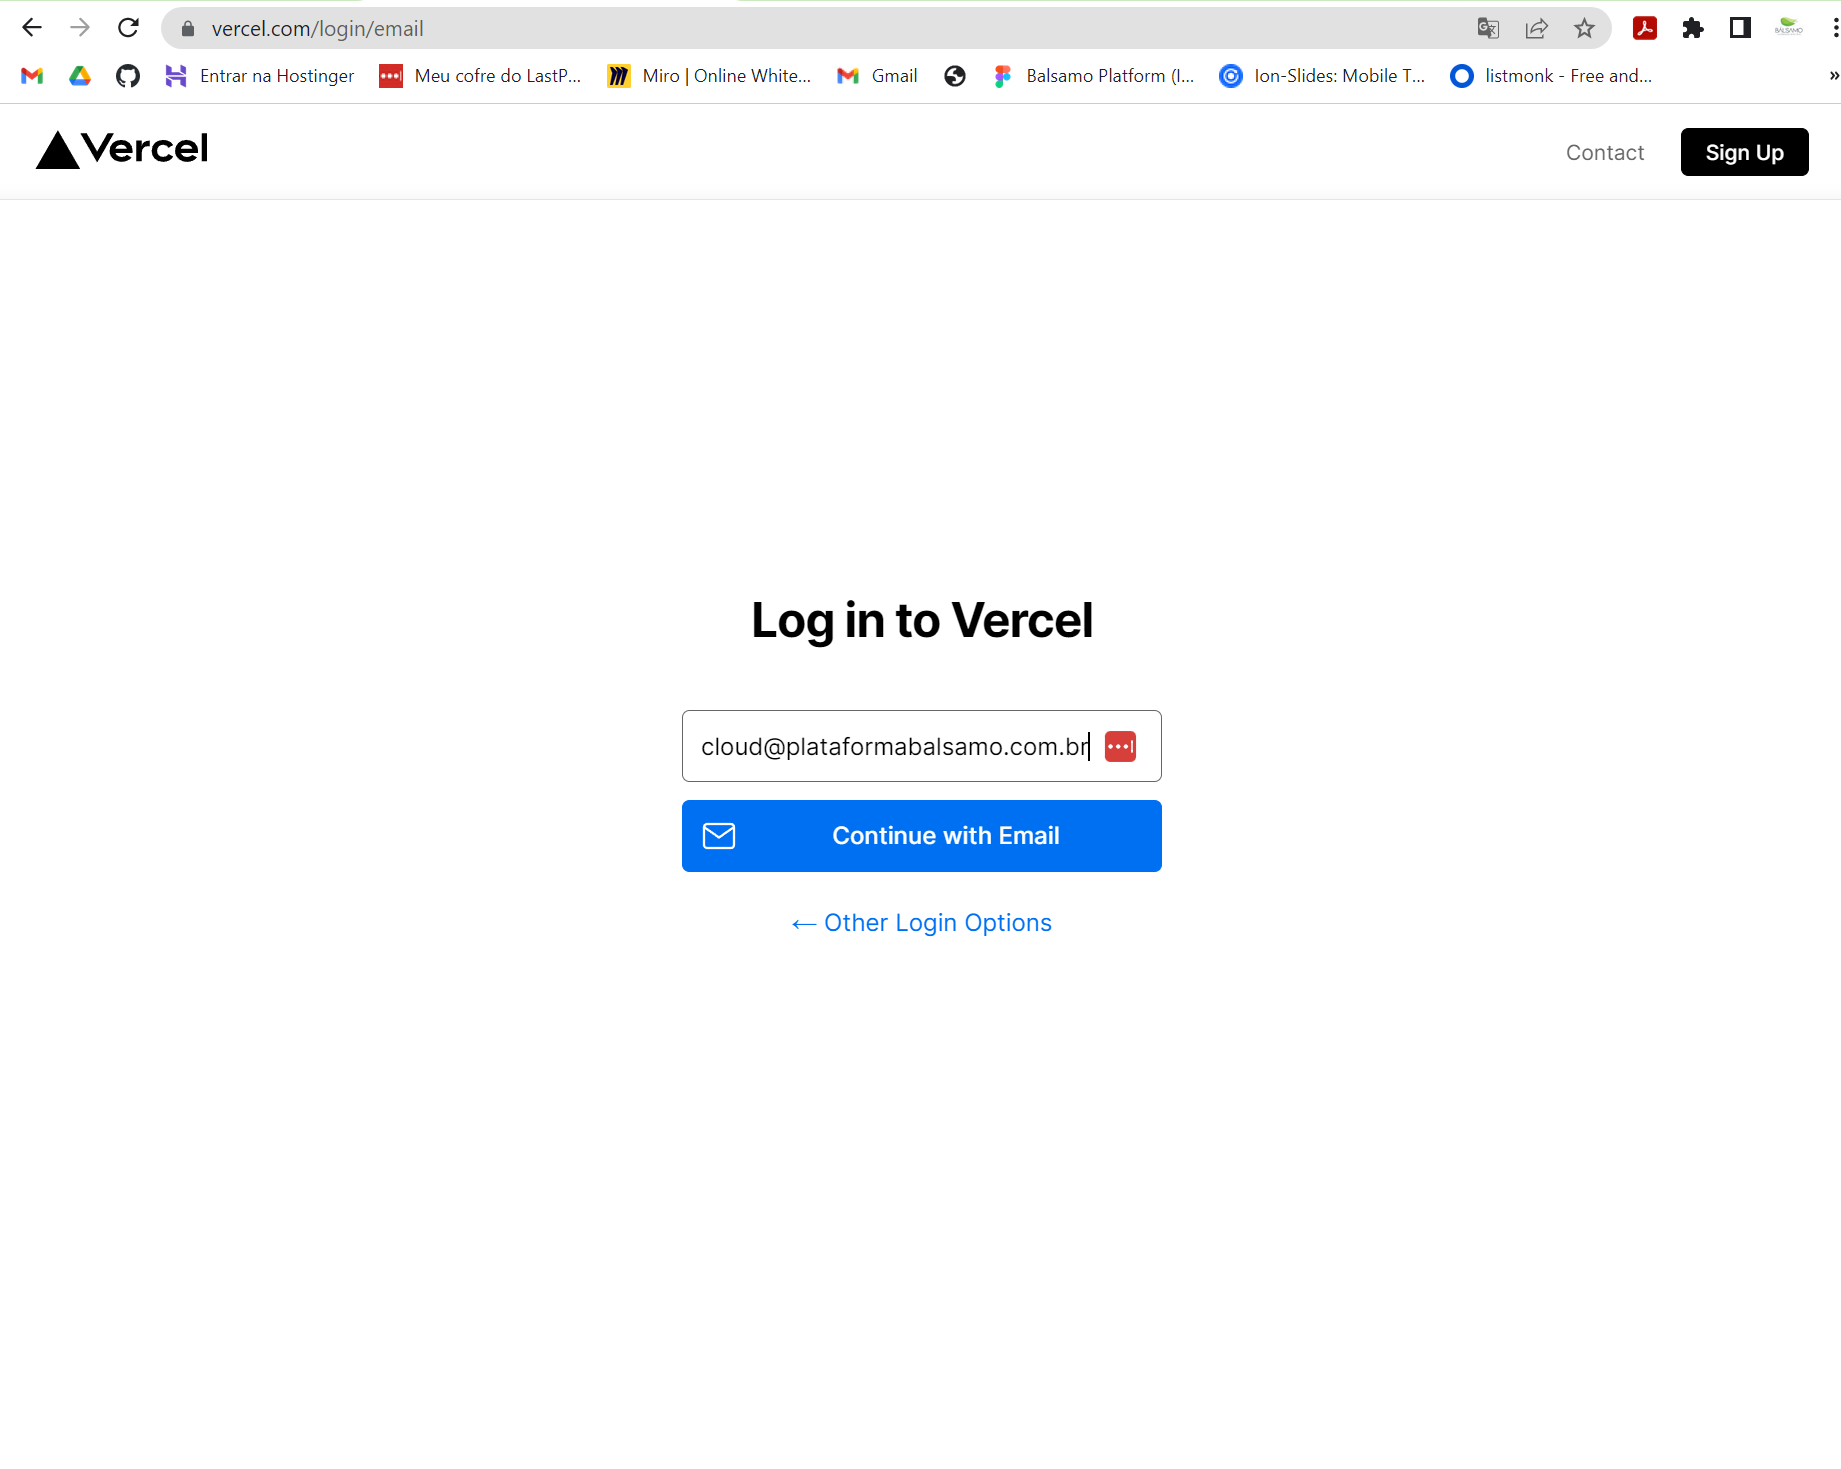 vercel.com/login/email
Entrar na Hostinger Meu cofre do LastP... Miro | Online White... Gmail Balsamo Platform (I... Ion-Slides: Mobile T... listmonk - Free and... »
Vercel
Contact Sign Up
Log in to Vercel
cloud@plataformabalsamo.com.br
Continue with Email
← Other Login Options